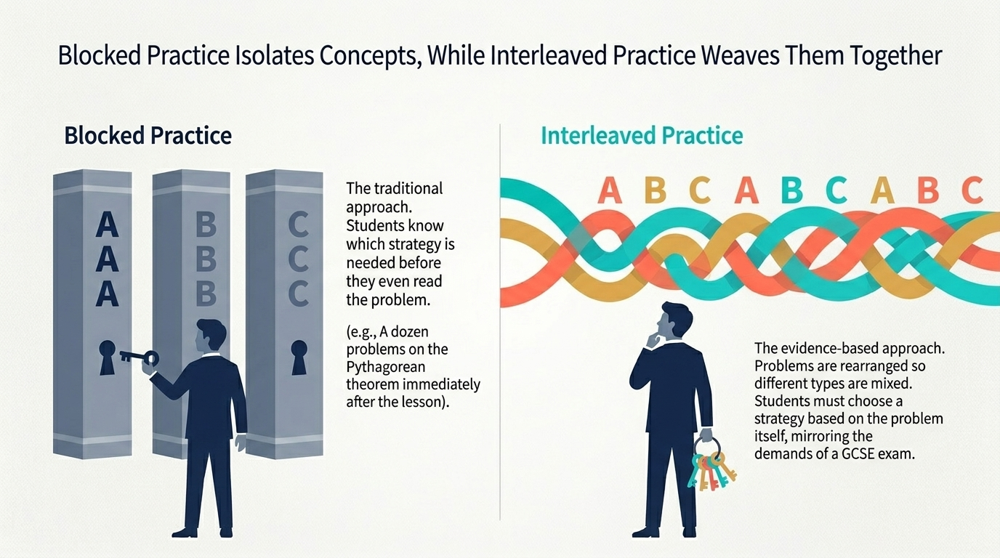 Blocked Practice Isolates Concepts, While Interleaved Practice Weaves Them Together
Blocked Practice
A
A
A
B
B
B
C
C
C
The traditional
approach.
Students know
which strategy is
needed before
they even read
the problem.
(e.g., A dozen
problems on the
Pythagorean
theorem immediately
after the lesson).
Interleaved Practice
A B C A B C A B C
The evidence-based approach.
Problems are rearranged so
different types are mixed.
Students must choose a
strategy based on the problem
itself, mirroring the
demands of a GCSE exam.